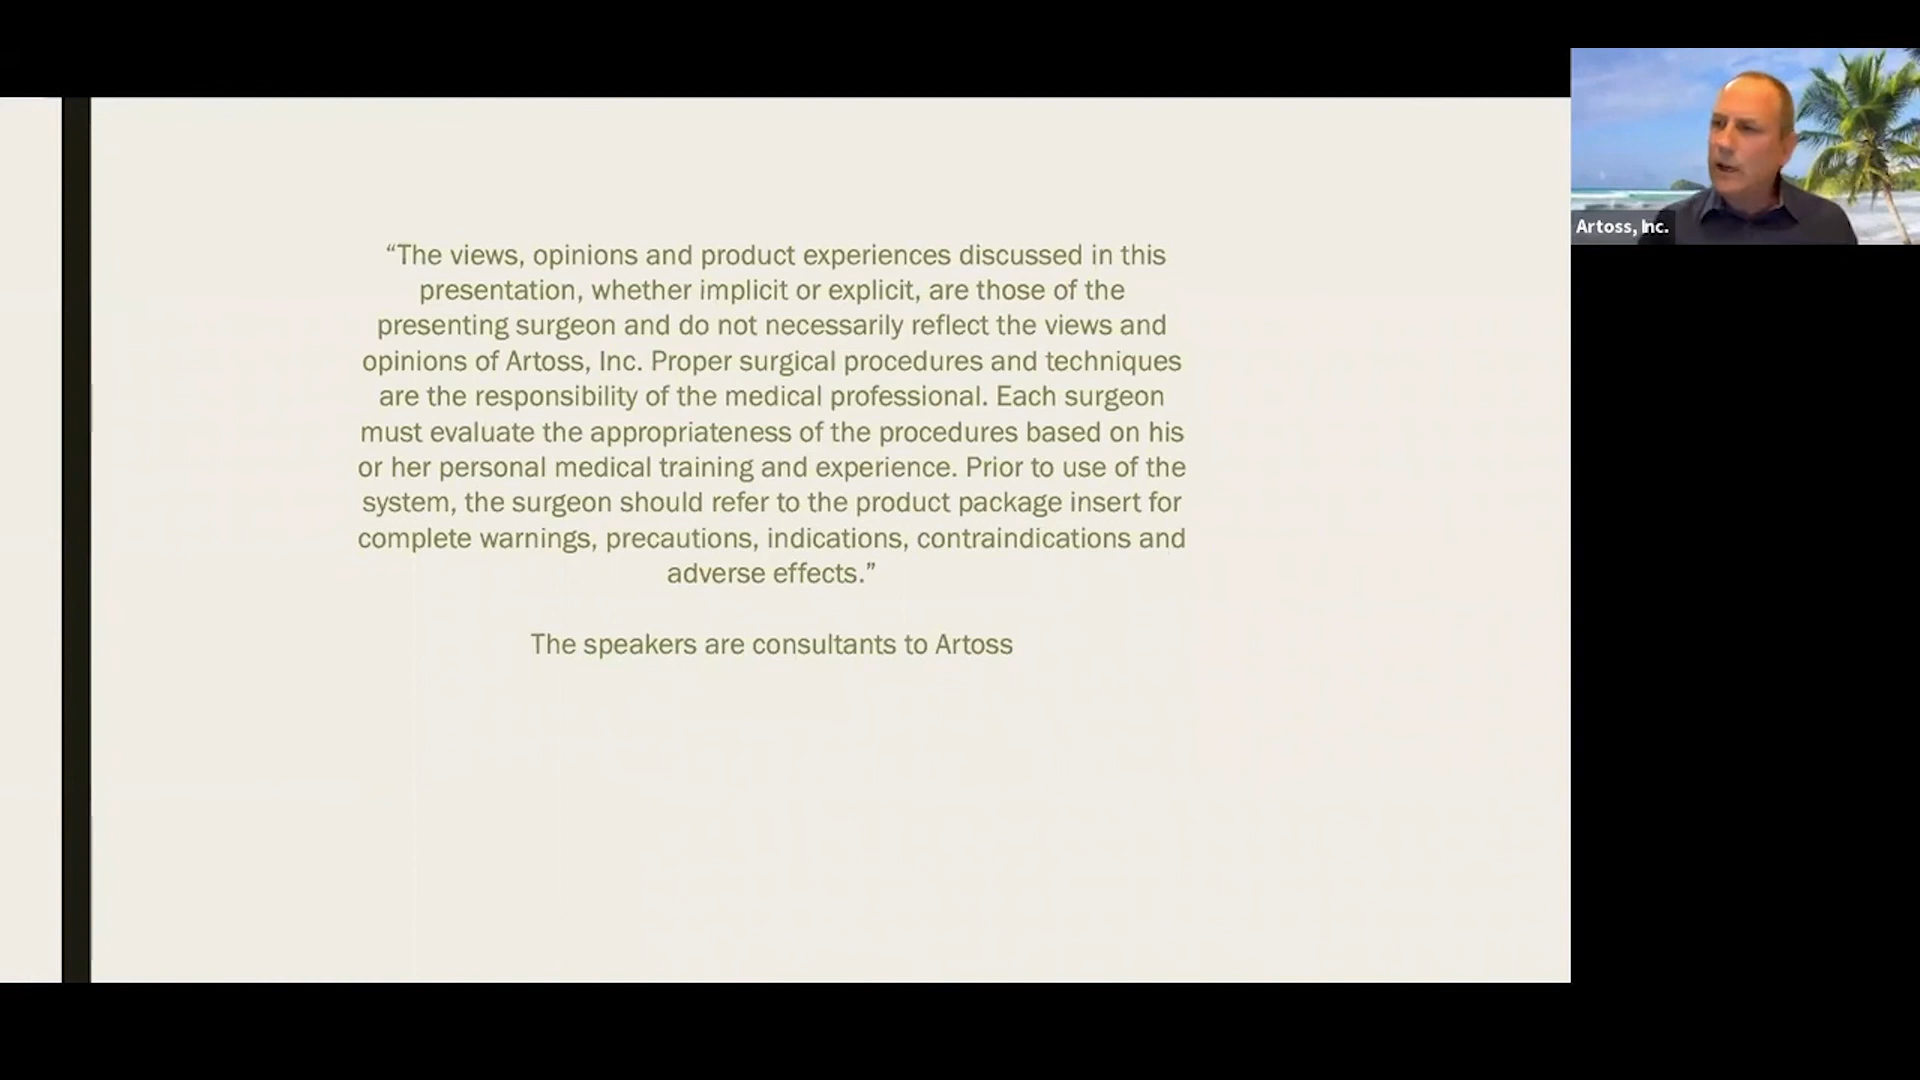 “The views, opinions and product experiences discussed in this
presentation, whether implicit or explicit, are those of the
presenting surgeon and do not necessarily reflect the views and
opinions of Artoss, Inc. Proper surgical procedures and techniques
are the responsibility of the medical professional. Each surgeon
must evaluate the appropriateness of the procedures based on his
or her personal medical training and experience. Prior to use of the
system, the surgeon should refer to the product package insert for
complete warnings, precautions, indications, contraindications and
adverse effects.”
The speakers are consultants to Artoss
Artoss, Inc.